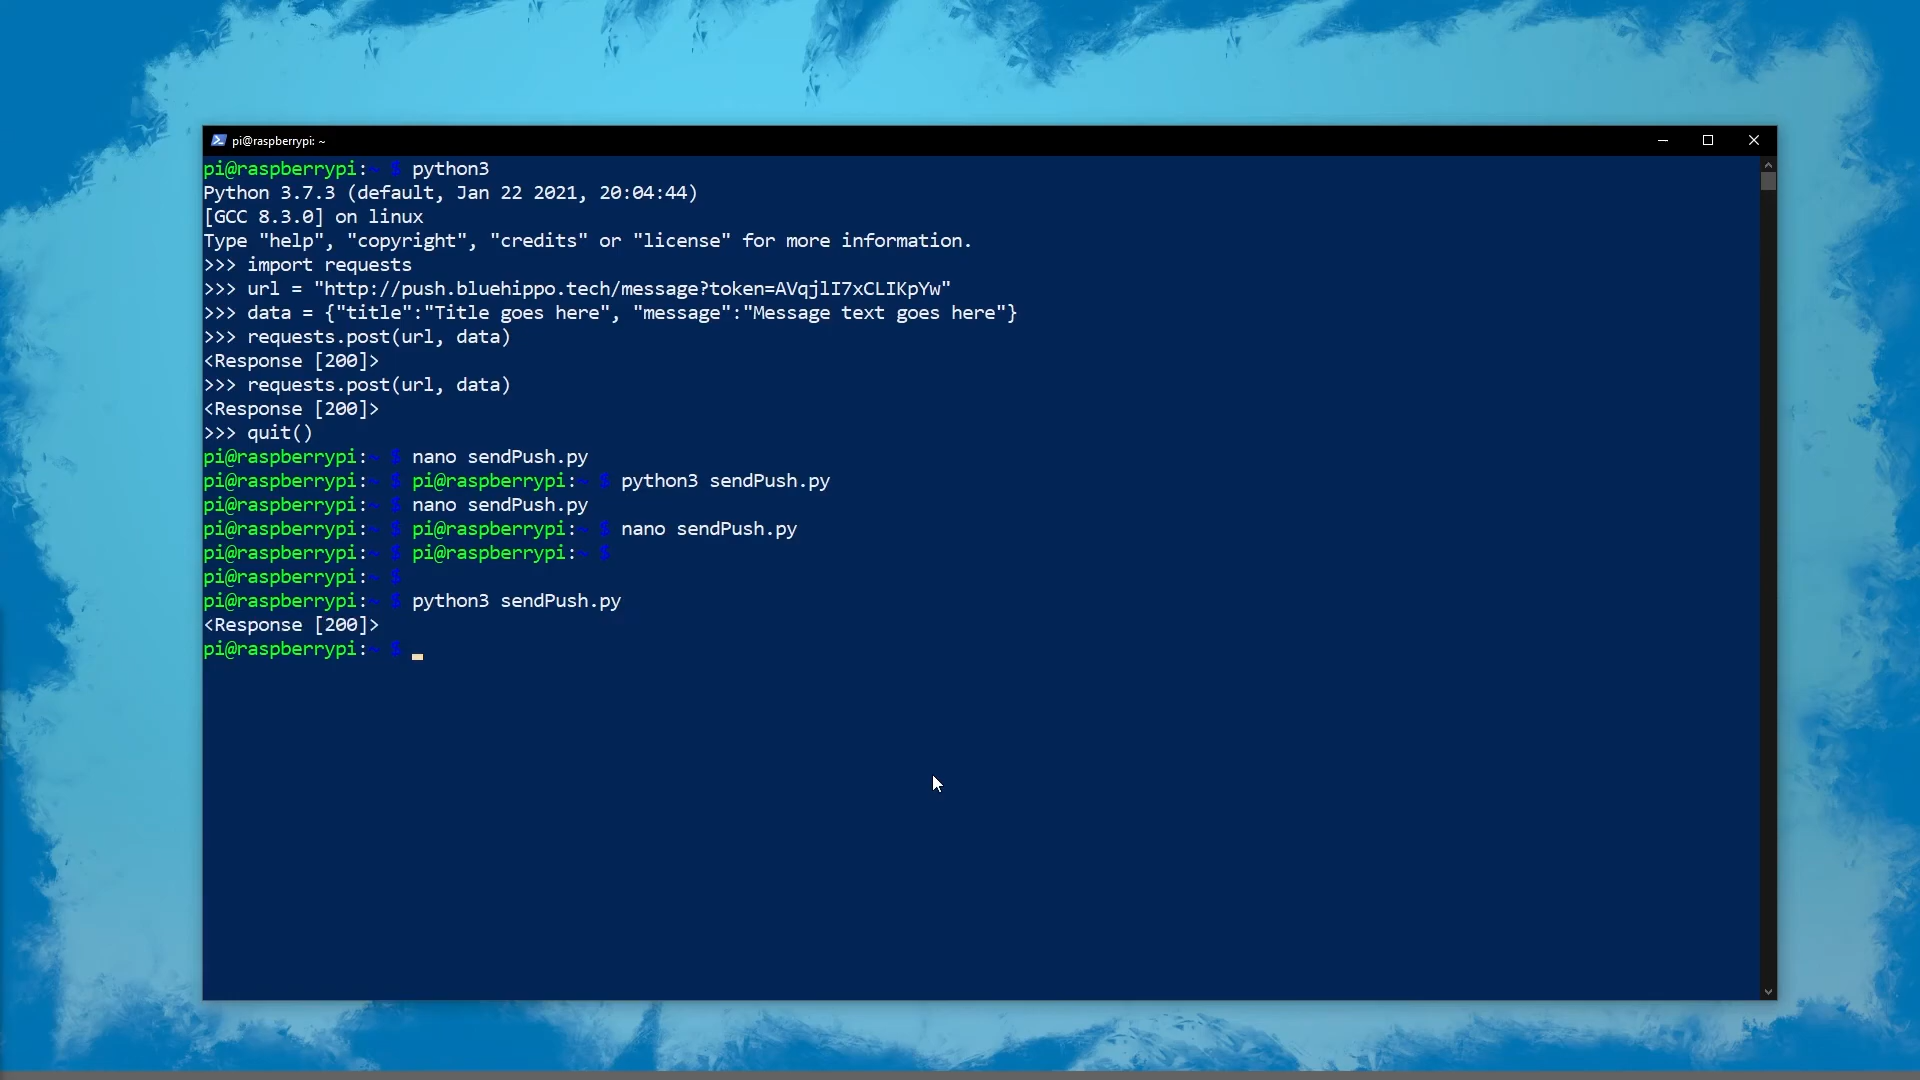 pi@raspberrypi: ~
pi@raspberrypi:~ $ python3
Python 3.7.3 (default, Jan 22 2021, 20:04:44)
[GCC 8.3.0] on linux
Type "help", "copyright", "credits" or "license" for more information.
>>> import requests
>>> url = "http://push.bluehippo.tech/message?token=AVqjlI7xCLIKpYw"
>>> data = {"title":"Title goes here", "message":"Message text goes here"}
>>> requests.post(url, data)
<Response [200]>
>>> requests.post(url, data)
<Response [200]>
>>> quit()
pi@raspberrypi:~ $ nano sendPush.py
pi@raspberrypi:~ $ pi@raspberrypi:~ $ python3 sendPush.py
pi@raspberrypi:~ $ nano sendPush.py
pi@raspberrypi:~ $ pi@raspberrypi:~ $ nano sendPush.py
pi@raspberrypi:~ $ pi@raspberrypi:~ $
pi@raspberrypi:~ $
pi@raspberrypi:~ $ python3 sendPush.py
<Response [200]>
pi@raspberrypi:~ $